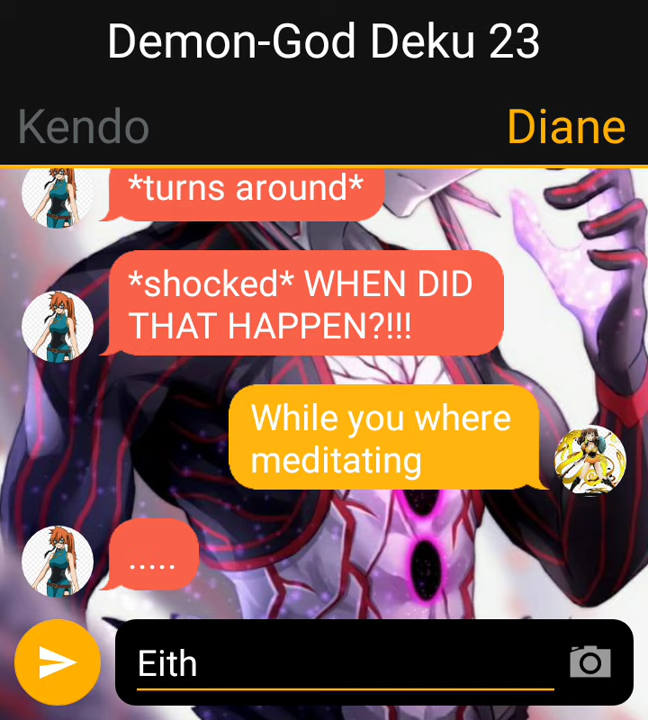 Demon-God Deku 23
Kendo
Diane
*turns around*
*shocked* WHEN DID
THAT HAPPEN?!!!
While you where
meditating
.....
Eith